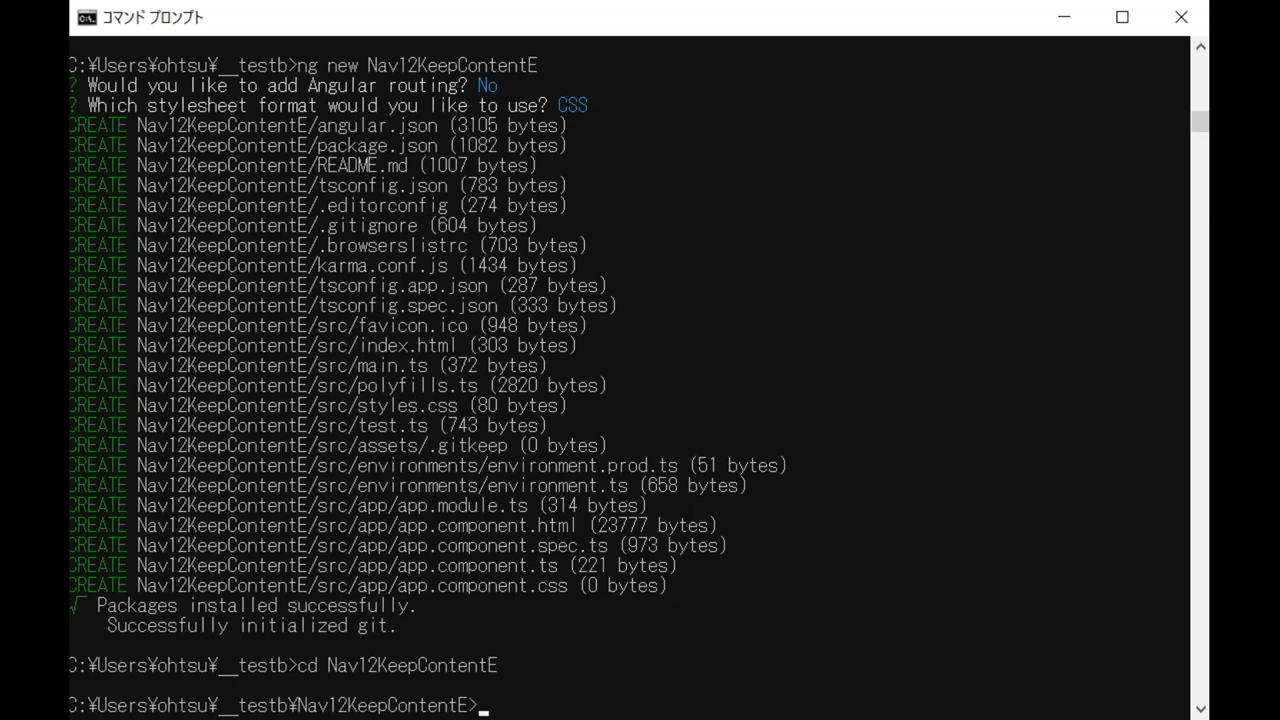 コマンド プロンプト
C:¥Users¥ohtsu¥__testb>ng new Nav12KeepContentE
? Would you like to add Angular routing? No
? Which stylesheet format would you like to use? CSS
CREATE Nav12KeepContentE/angular.json (3105 bytes)
CREATE Nav12KeepContentE/package.json (1082 bytes)
CREATE Nav12KeepContentE/README.md (1007 bytes)
CREATE Nav12KeepContentE/tsconfig.json (783 bytes)
CREATE Nav12KeepContentE/.editorconfig (274 bytes)
CREATE Nav12KeepContentE/.gitignore (604 bytes)
CREATE Nav12KeepContentE/.browserslistrc (703 bytes)
CREATE Nav12KeepContentE/karma.conf.js (1434 bytes)
CREATE Nav12KeepContentE/tsconfig.app.json (287 bytes)
CREATE Nav12KeepContentE/tsconfig.spec.json (333 bytes)
CREATE Nav12KeepContentE/src/favicon.ico (948 bytes)
CREATE Nav12KeepContentE/src/index.html (303 bytes)
CREATE Nav12KeepContentE/src/main.ts (372 bytes)
CREATE Nav12KeepContentE/src/polyfills.ts (2820 bytes)
CREATE Nav12KeepContentE/src/styles.css (80 bytes)
CREATE Nav12KeepContentE/src/test.ts (743 bytes)
CREATE Nav12KeepContentE/src/assets/.gitkeep (0 bytes)
CREATE Nav12KeepContentE/src/environments/environment.prod.ts (51 bytes)
CREATE Nav12KeepContentE/src/environments/environment.ts (658 bytes)
CREATE Nav12KeepContentE/src/app/app.module.ts (314 bytes)
CREATE Nav12KeepContentE/src/app/app.component.html (23777 bytes)
CREATE Nav12KeepContentE/src/app/app.component.spec.ts (973 bytes)
CREATE Nav12KeepContentE/src/app/app.component.ts (221 bytes)
CREATE Nav12KeepContentE/src/app/app.component.css (0 bytes)
√ Packages installed successfully.
Successfully initialized git.
C:¥Users¥ohtsu¥__testb>cd Nav12KeepContentE
C:¥Users¥ohtsu¥__testb¥Nav12KeepContentE>